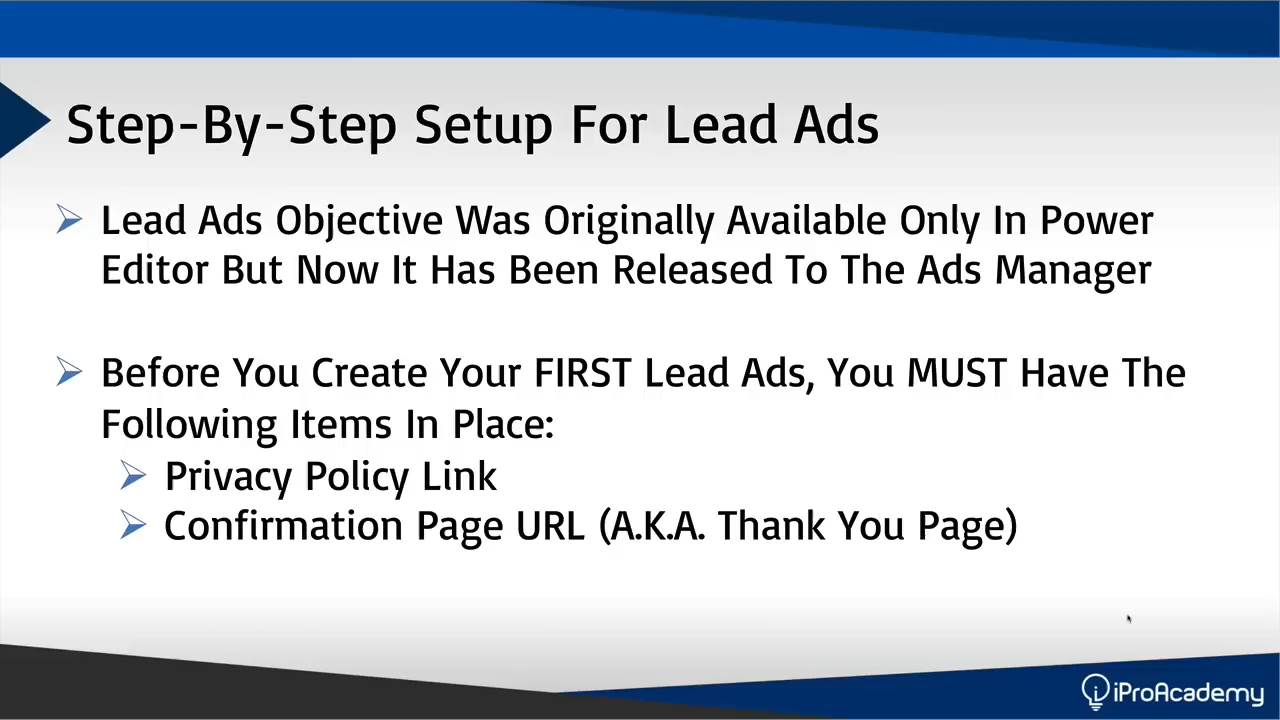 Step-By-Step Setup For Lead Ads
Lead Ads Objective Was Originally Available Only In Power
Editor But Now It Has Been Released To The Ads Manager
Before You Create Your FIRST Lead Ads, You MUST Have The
Following Items In Place:
Privacy Policy Link
Confirmation Page URL (A.K.A. Thank You Page)
iProAcademy